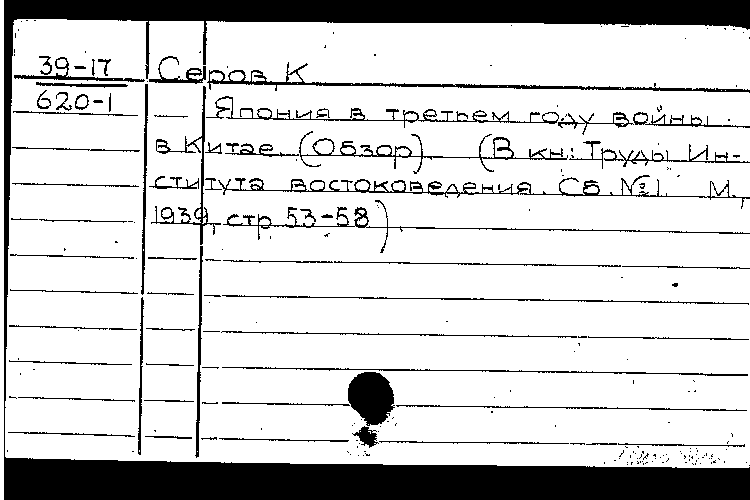 39-17 Серов, К
620-1 Япония в третьем году войны
в Китае. (Обзор). (В кн.: Труды Ин-
ститута востоковедения. Сб. №1. М.,
1939, стр. 53-58).